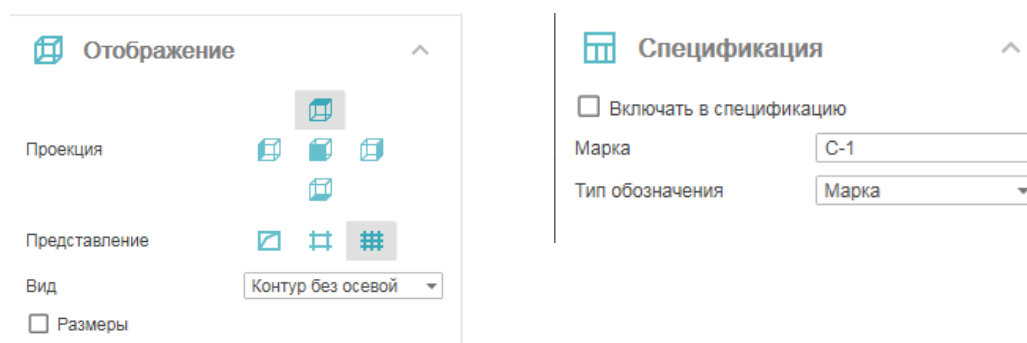 Отображение
Проекция
Представление
Вид Контур без осевой
Размеры
Спецификация
Включать в спецификацию
Марка С-1
Тип обозначения Марка